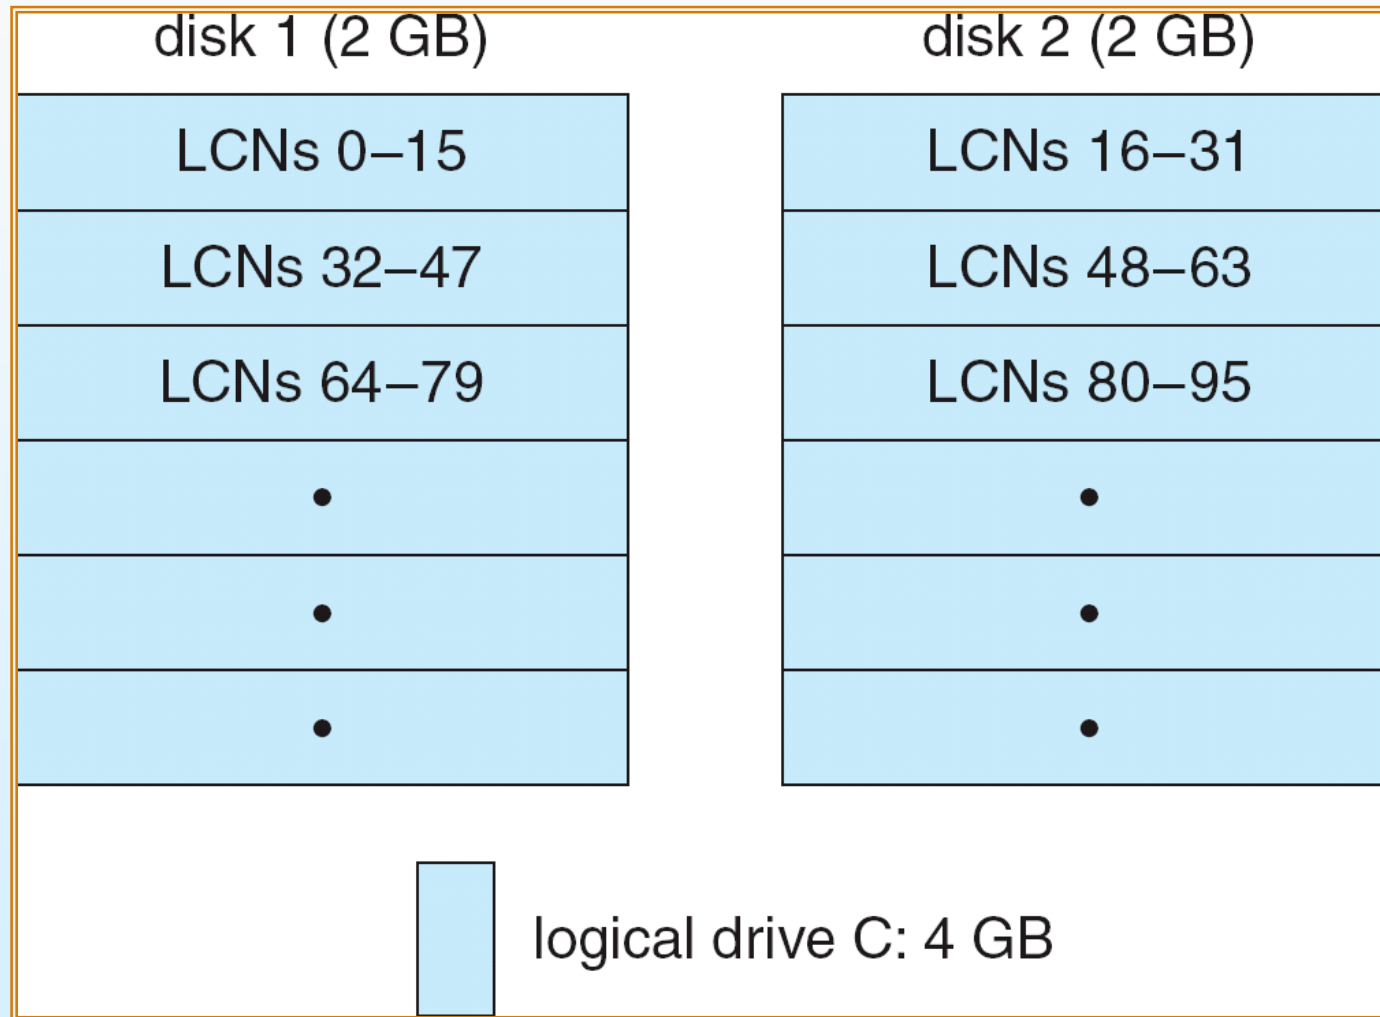 disk 1 (2 GB)
disk 2 (2 GB)
LCNs 0–15
LCNs 16–31
LCNs 32–47
LCNs 48–63
LCNs 64–79
LCNs 80–95
logical drive C: 4 GB